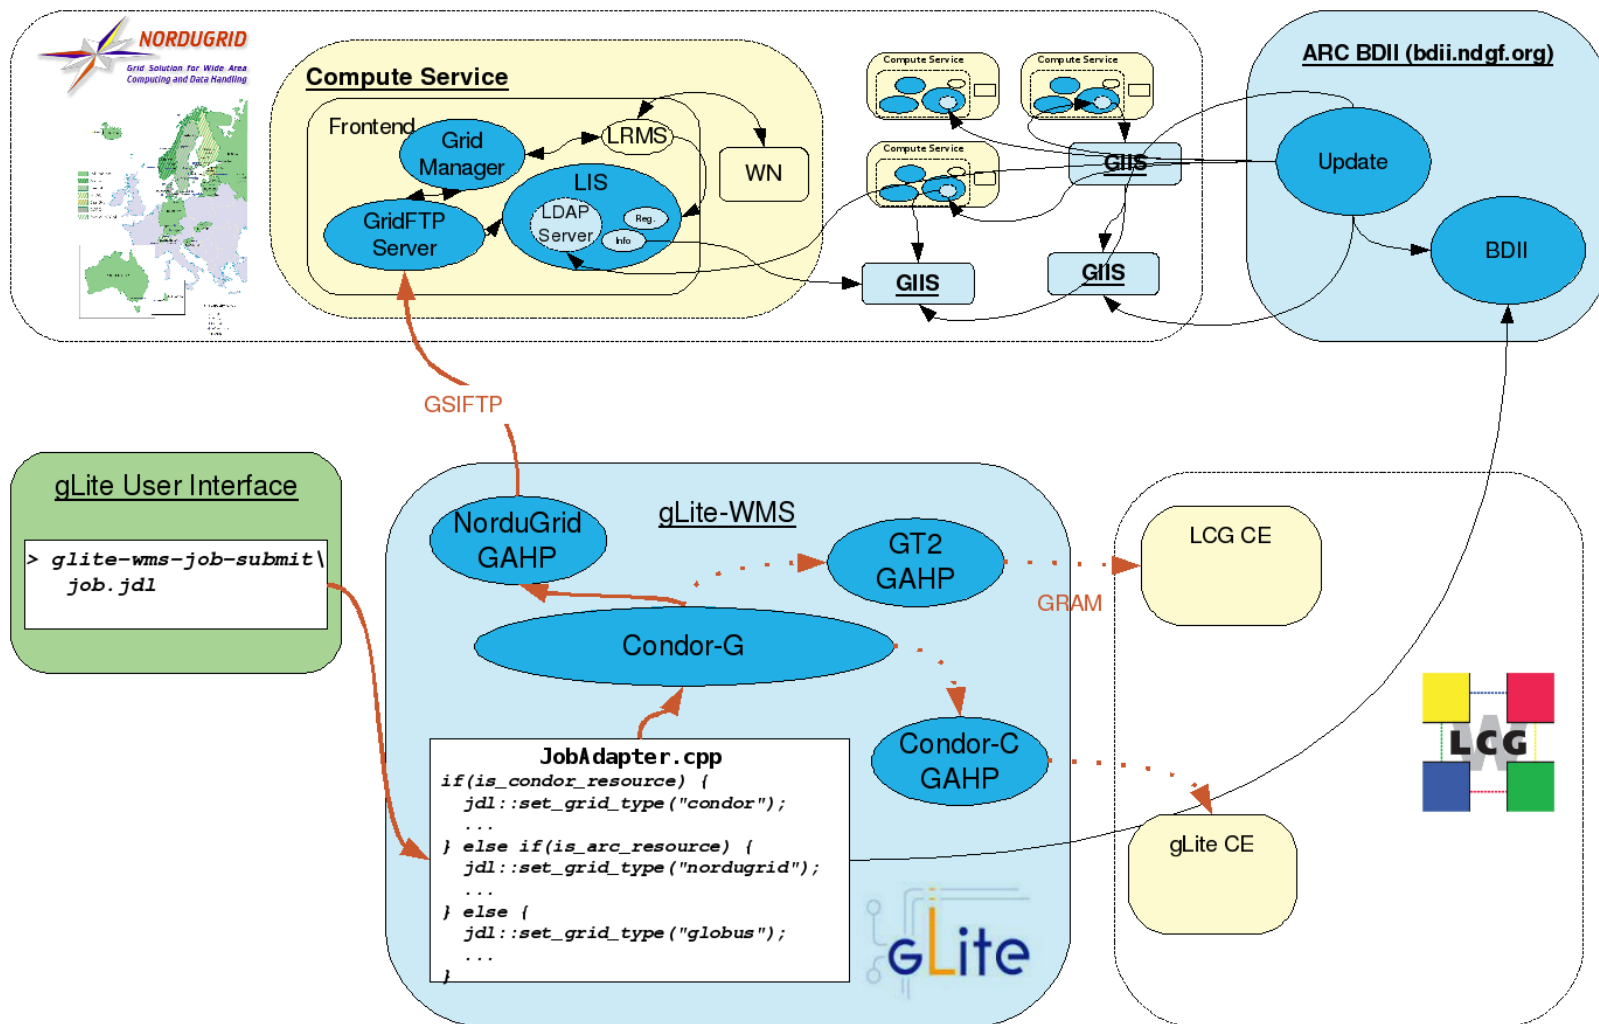 NORDUGRID
Grid Solution for Wide Area
Computing and Data Handling
Compute Service
Frontend
Grid
Manager
LRMS
WN
LIS
LDAP
Server
Reg.
Info
GridFTP
Server
Compute Service
Compute Service
Compute Service
GIIS
GIIS
GIIS
ARC BDII (bdii.ndgf.org)
Update
BDII
GSIFTP
gLite User Interface
> glite-wms-job-submit\
job.jdl
gLite-WMS
NorduGrid
GAHP
GT2
GAHP
GRAM
Condor-G
Condor-C
GAHP
JobAdapter.cpp
if(is_condor_resource) {
jdl::set_grid_type("condor");
...
} else if(is_arc_resource) {
jdl::set_grid_type("nordugrid");
...
} else {
jdl::set_grid_type("globus");
...
}
gLite
LCG CE
gLite CE
W
LCG